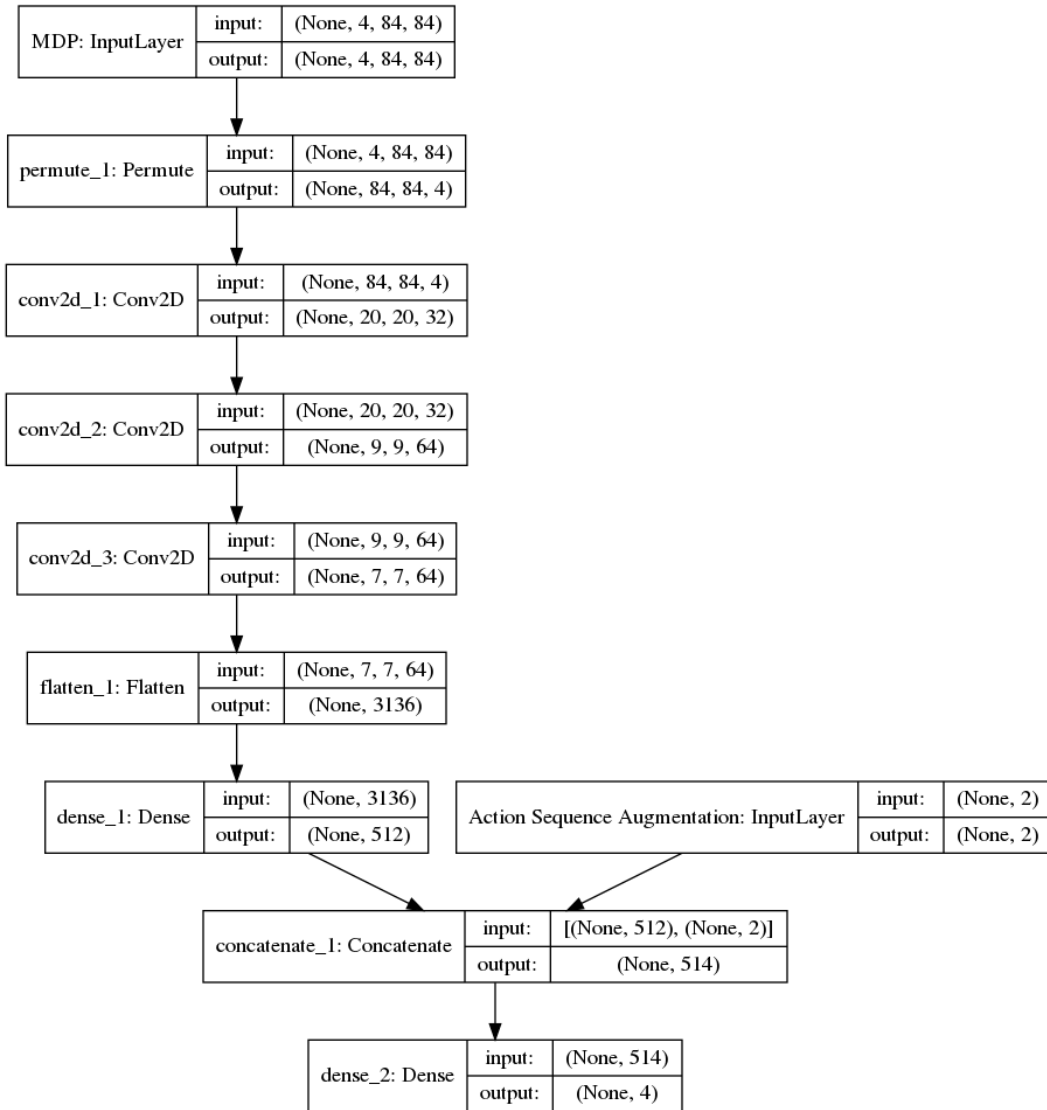 MDP: InputLayer
input: (None, 4, 84, 84)
output: (None, 4, 84, 84)
permute_1: Permute
input: (None, 4, 84, 84)
output: (None, 84, 84, 4)
conv2d_1: Conv2D
input: (None, 84, 84, 4)
output: (None, 20, 20, 32)
conv2d_2: Conv2D
input: (None, 20, 20, 32)
output: (None, 9, 9, 64)
conv2d_3: Conv2D
input: (None, 9, 9, 64)
output: (None, 7, 7, 64)
flatten_1: Flatten
input: (None, 7, 7, 64)
output: (None, 3136)
dense_1: Dense
input: (None, 3136)
output: (None, 512)
Action Sequence Augmentation: InputLayer
input: (None, 2)
output: (None, 2)
concatenate_1: Concatenate
input: [(None, 512), (None, 2)]
output: (None, 514)
dense_2: Dense
input: (None, 514)
output: (None, 4)